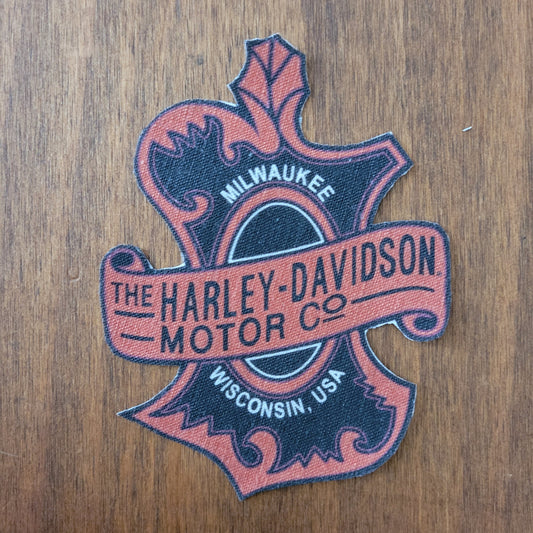 MILWAUKEE
THE HARLEY-DAVIDSON
MOTOR Co
WISCONSIN, USA